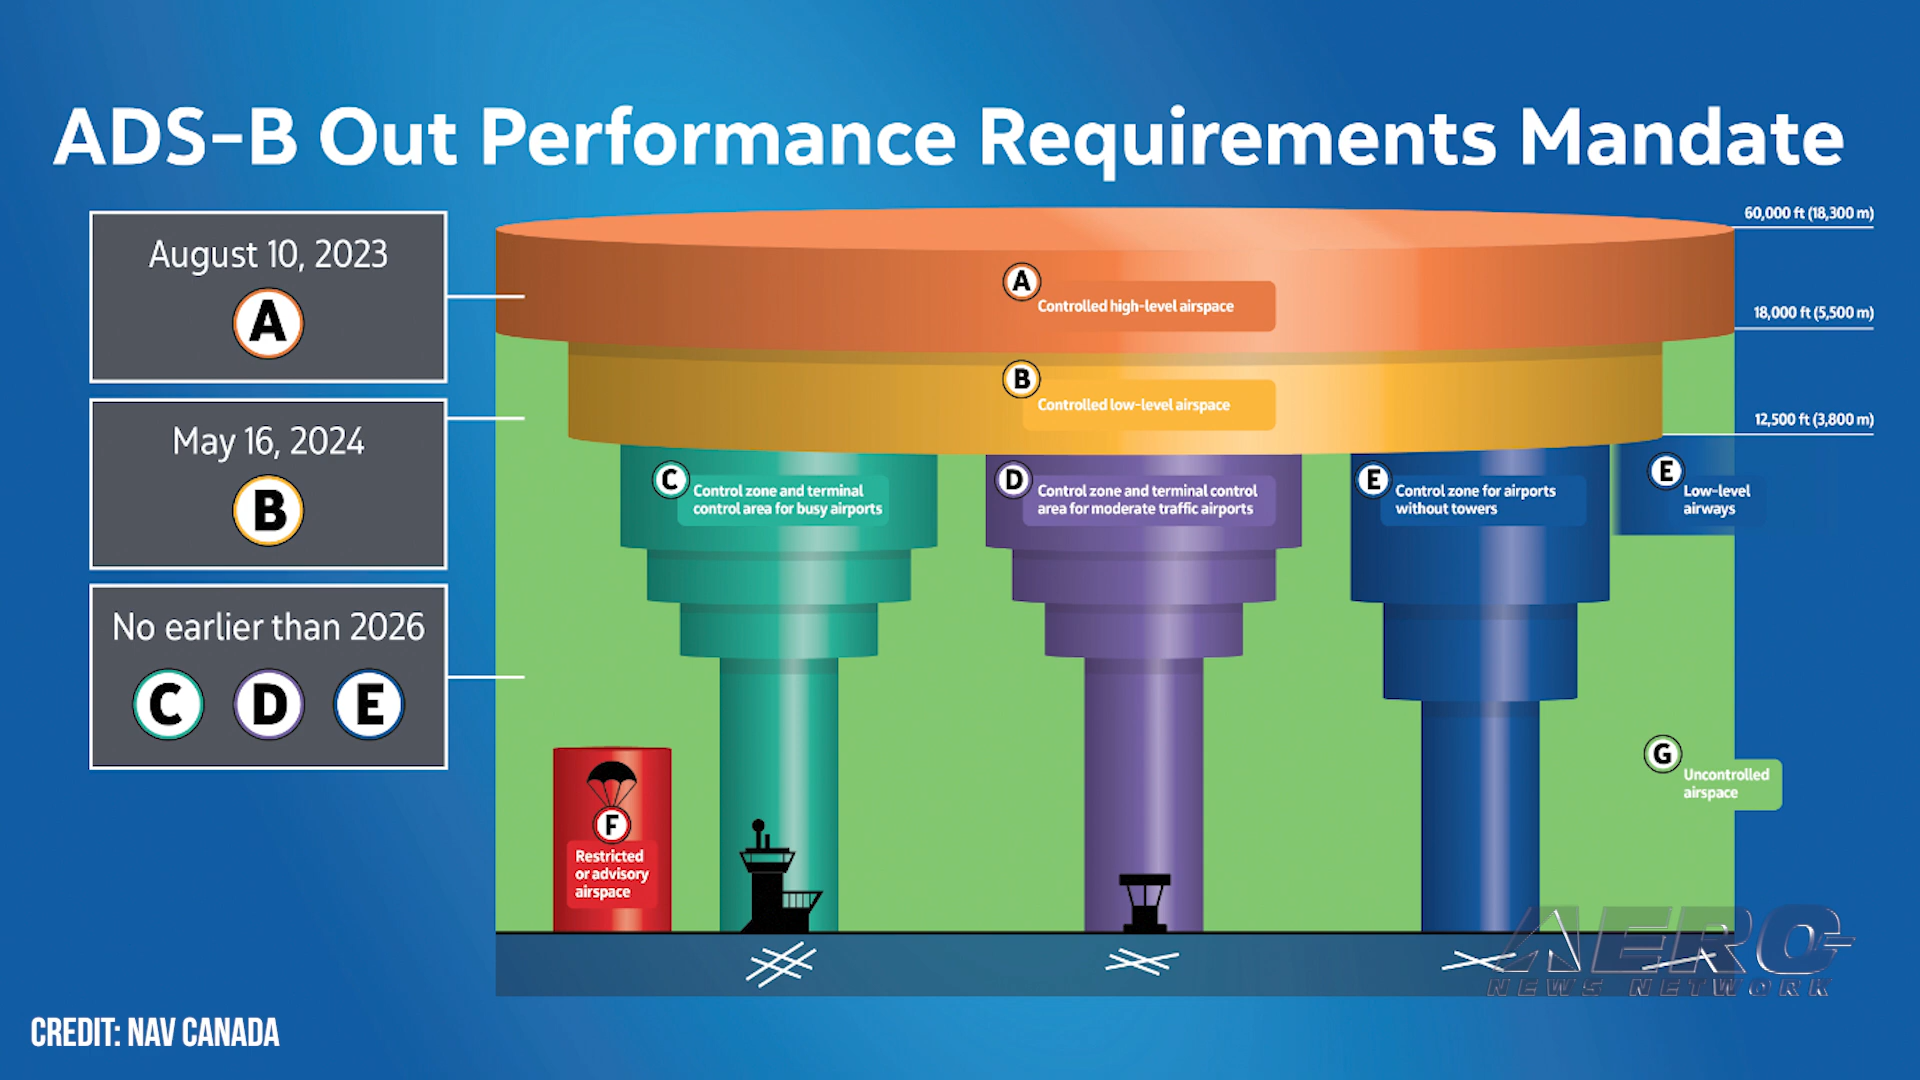 ADS-B Out Performance Requirements Mandate
August 10, 2023
A
May 16, 2024
B
No earlier than 2026
C D E
60,000 ft (18,300 m)
18,000 ft (5,500 m)
12,500 ft (3,800 m)
A
Controlled high-level airspace
B
Controlled low-level airspace
C
Control zone and terminal
control area for busy airports
D
Control zone and terminal control
area for moderate traffic airports
E
Control zone for airports
without towers
E
Low-level
airways
F
Restricted
or advisory
airspace
G
Uncontrolled
airspace
AERO
NEWS NETWORK
CREDIT: NAV CANADA